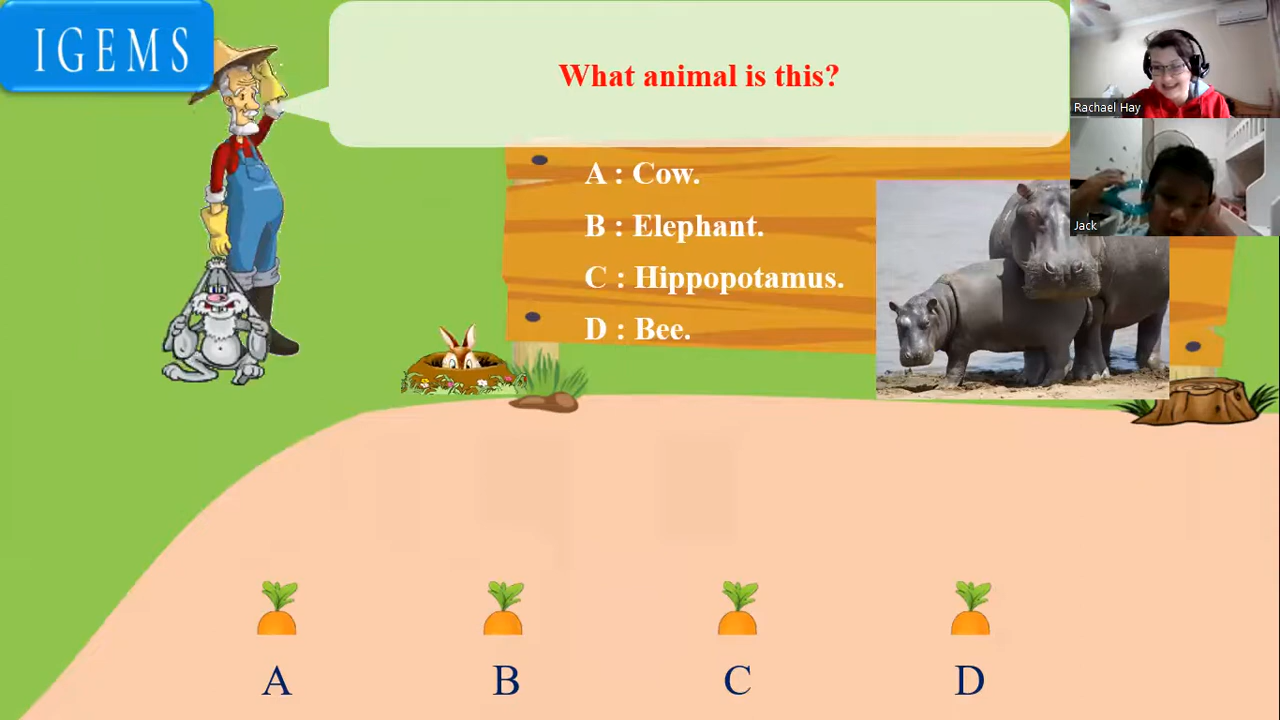 IGEMS
What animal is this?
A : Cow.
B : Elephant.
C : Hippopotamus.
D : Bee.
Rachael Hay
Jack
A
B
C
D